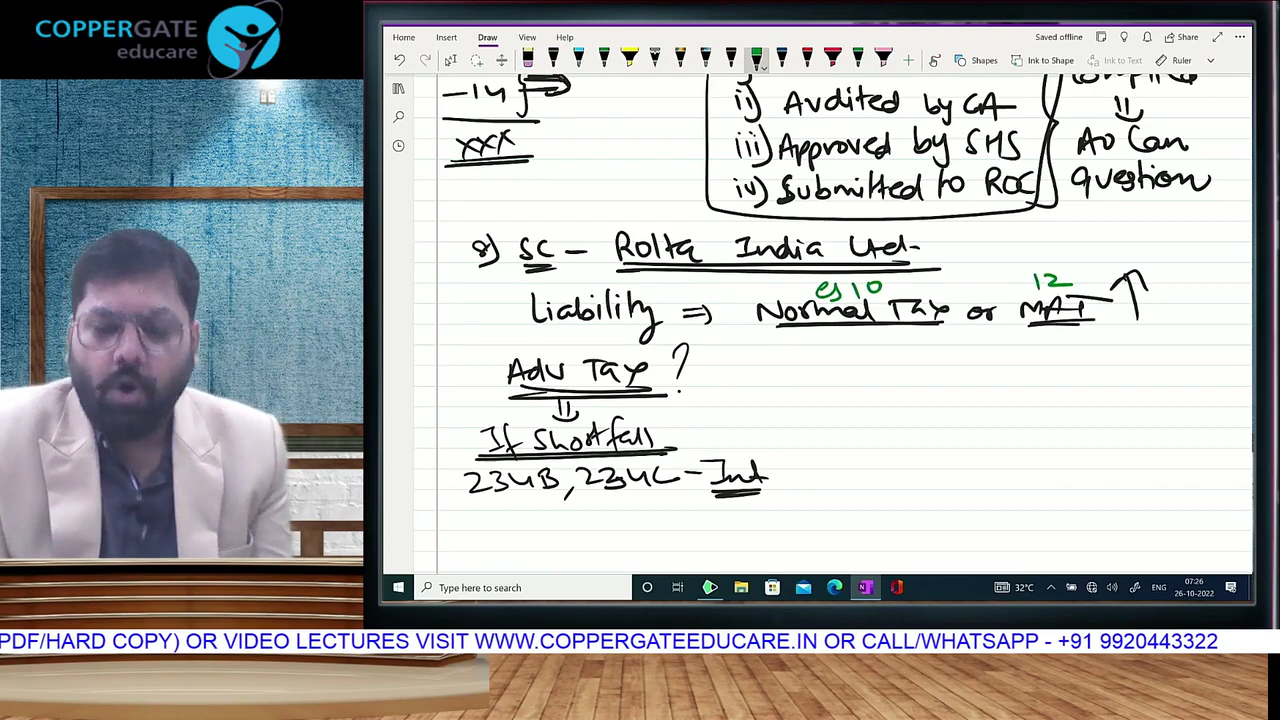 COPPERGATE
educare
Home Insert Draw View Help
Saved offline
Share
Shapes
Ink to Shape
Ink to Text
Ruler
-14
XXX
ii) Audited by CA
iii) Approved by SHS
iv) Submitted to ROC
Ao Can
question
SC - Rolta India Ltd.
eg 10 12
Liability ⇒ Normal Tax or MAT ↑
Adv Tax ?
If shortfall
234B, 234C - Int
Type here to search
32°C
ENG
07:26
26-10-2022
PDF/HARD COPY) OR VIDEO LECTURES VISIT WWW.COPPERGATEEDUCARE.IN OR CALL/WHATSAPP - +91 9920443322